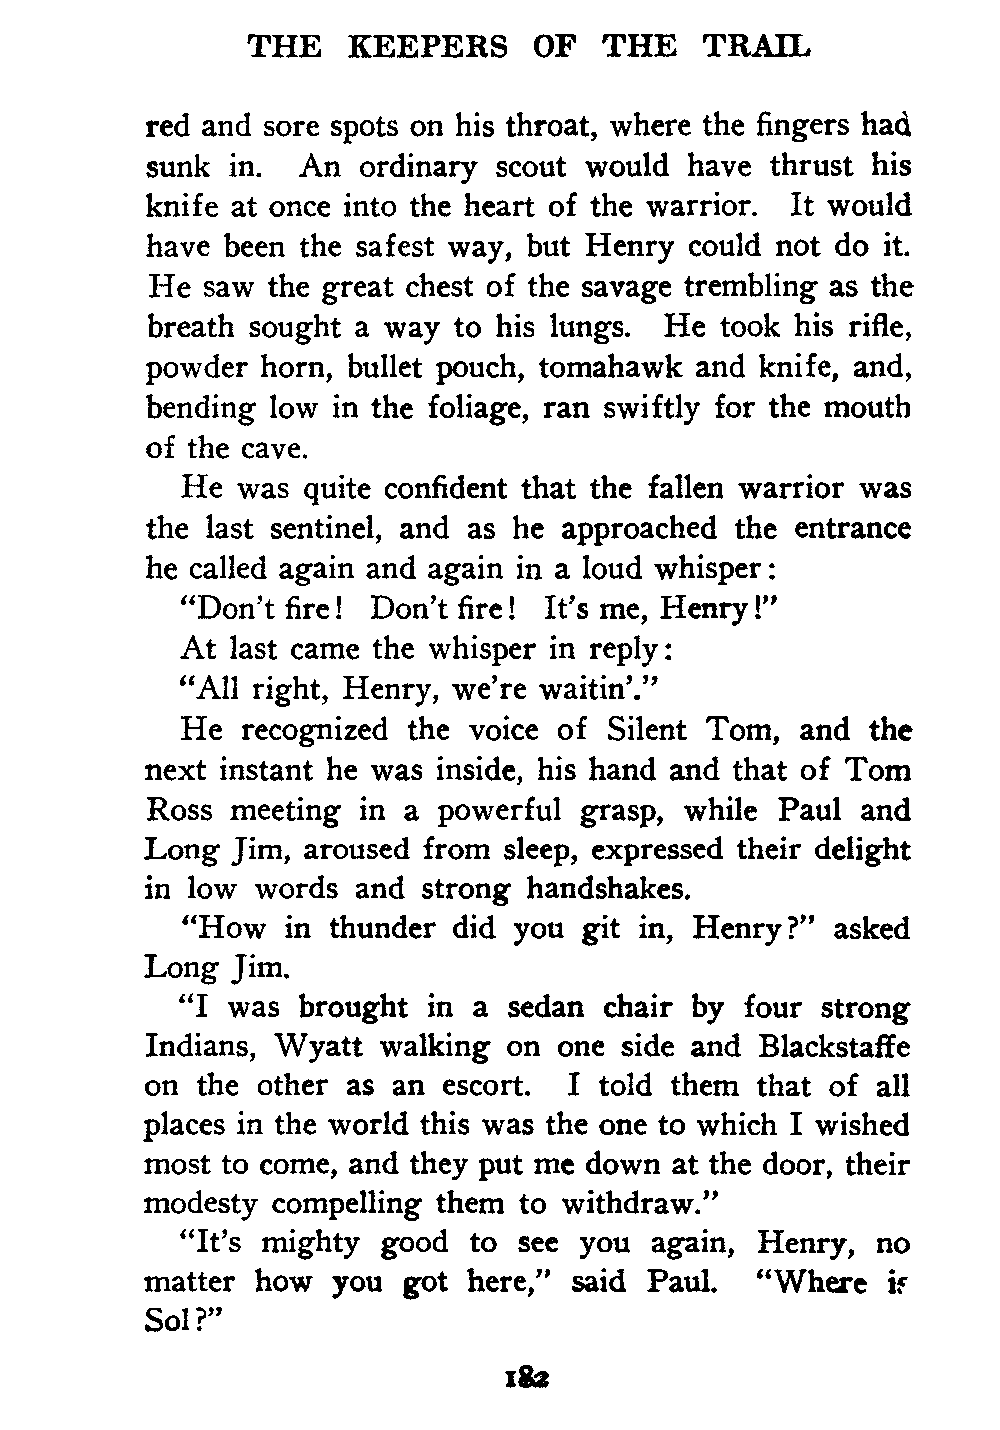 THE KEEPERS OF THE TRAIL
red and sore spots on his throat, where the fingers had
sunk in. An ordinary scout would have thrust his
knife at once into the heart of the warrior. It would
have been the safest way, but Henry could not do it.
He saw the great chest of the savage trembling as the
breath sought a way to his lungs. He took his rifle,
powder horn, bullet pouch, tomahawk and knife, and,
bending low in the foliage, ran swiftly for the mouth
of the cave.
He was quite confident that the fallen warrior was
the last sentinel, and as he approached the entrance
he called again and again in a loud whisper:
“Don’t fire! Don’t fire! It’s me, Henry!”
At last came the whisper in reply:
“All right, Henry, we’re waitin’.”
He recognized the voice of Silent Tom, and the
next instant he was inside, his hand and that of Tom
Ross meeting in a powerful grasp, while Paul and
Long Jim, aroused from sleep, expressed their delight
in low words and strong handshakes.
“How in thunder did you git in, Henry?” asked
Long Jim.
“I was brought in a sedan chair by four strong
Indians, Wyatt walking on one side and Blackstaffe
on the other as an escort. I told them that of all
places in the world this was the one to which I wished
most to come, and they put me down at the door, their
modesty compelling them to withdraw.”
“It’s mighty good to see you again, Henry, no
matter how you got here,” said Paul. “Where is
Sol?”
182